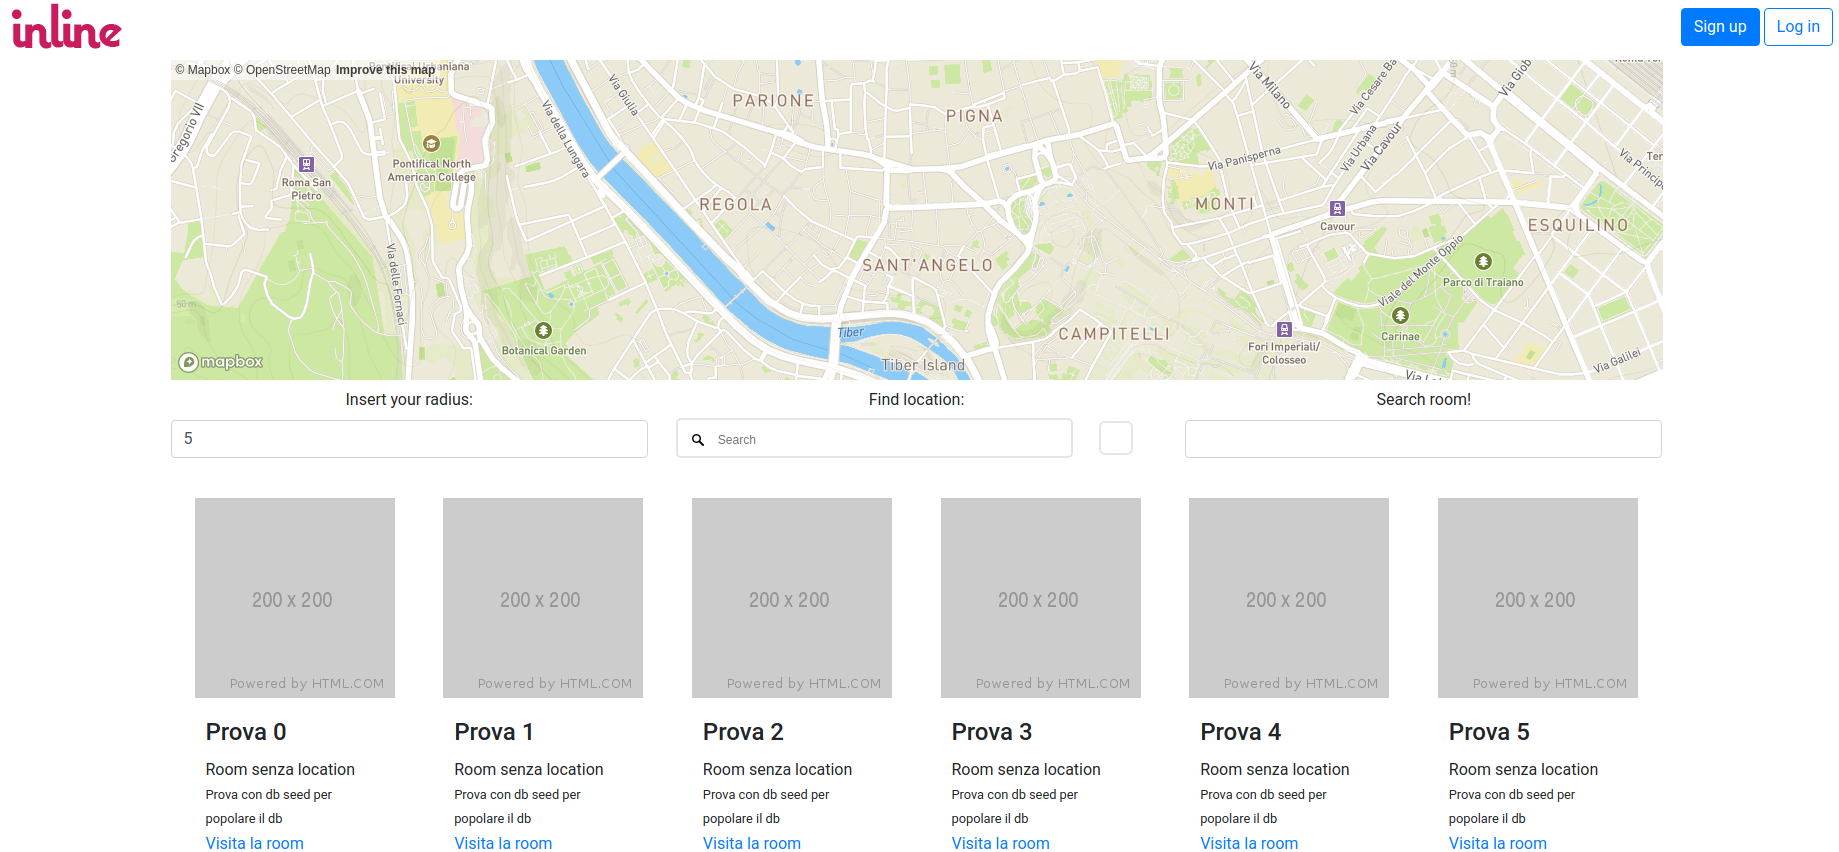 inline
Sign up
Log in
© Mapbox © OpenStreetMap Improve this map
University
Gregorio VII
Roma San
Pietro
Pontifical North
American College
Via della Lungara
Via Giulia
PARIONE
PIGNA
Via Milano
Via Cesare Ba
Via Giob
Via Urbana
Via Cavour
Via Panisperna
Via Principe
REGOLA
MONTI
Cavour
ESQUILINO
SANT'ANGELO
Via delle Fornaci
50 m
Viale del Monte Oppio
Parco di Traiano
Botanical Garden
Tiber
Tiber Island
CAMPITELLI
Fori Imperiali/
Colosseo
Carinae
Via Galilei
mapbox
Insert your radius:
Find location:
Search room!
5
Search
200 x 200
Powered by HTML.COM
200 x 200
Powered by HTML.COM
200 x 200
Powered by HTML.COM
200 x 200
Powered by HTML.COM
200 x 200
Powered by HTML.COM
200 x 200
Powered by HTML.COM
Prova 0
Room senza location
Prova con db seed per
popolare il db
Visita la room
Prova 1
Room senza location
Prova con db seed per
popolare il db
Visita la room
Prova 2
Room senza location
Prova con db seed per
popolare il db
Visita la room
Prova 3
Room senza location
Prova con db seed per
popolare il db
Visita la room
Prova 4
Room senza location
Prova con db seed per
popolare il db
Visita la room
Prova 5
Room senza location
Prova con db seed per
popolare il db
Visita la room